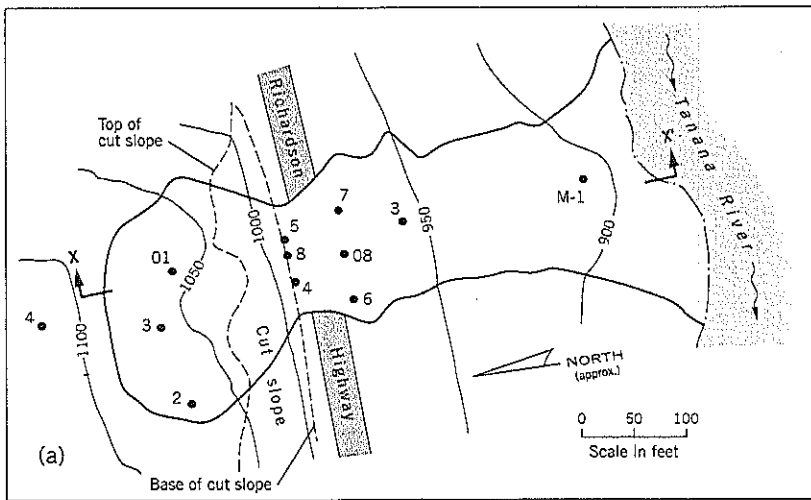 Top of
cut slope
Richardson
Tanana
River
X
M-1
7
3
5
8
08
4
6
01
3
2
4
X
1000
1050
1100
950
900
Cut slope
Highway
NORTH
(approx.)
0 50 100
Scale In feet
(a)
Base of cut slope